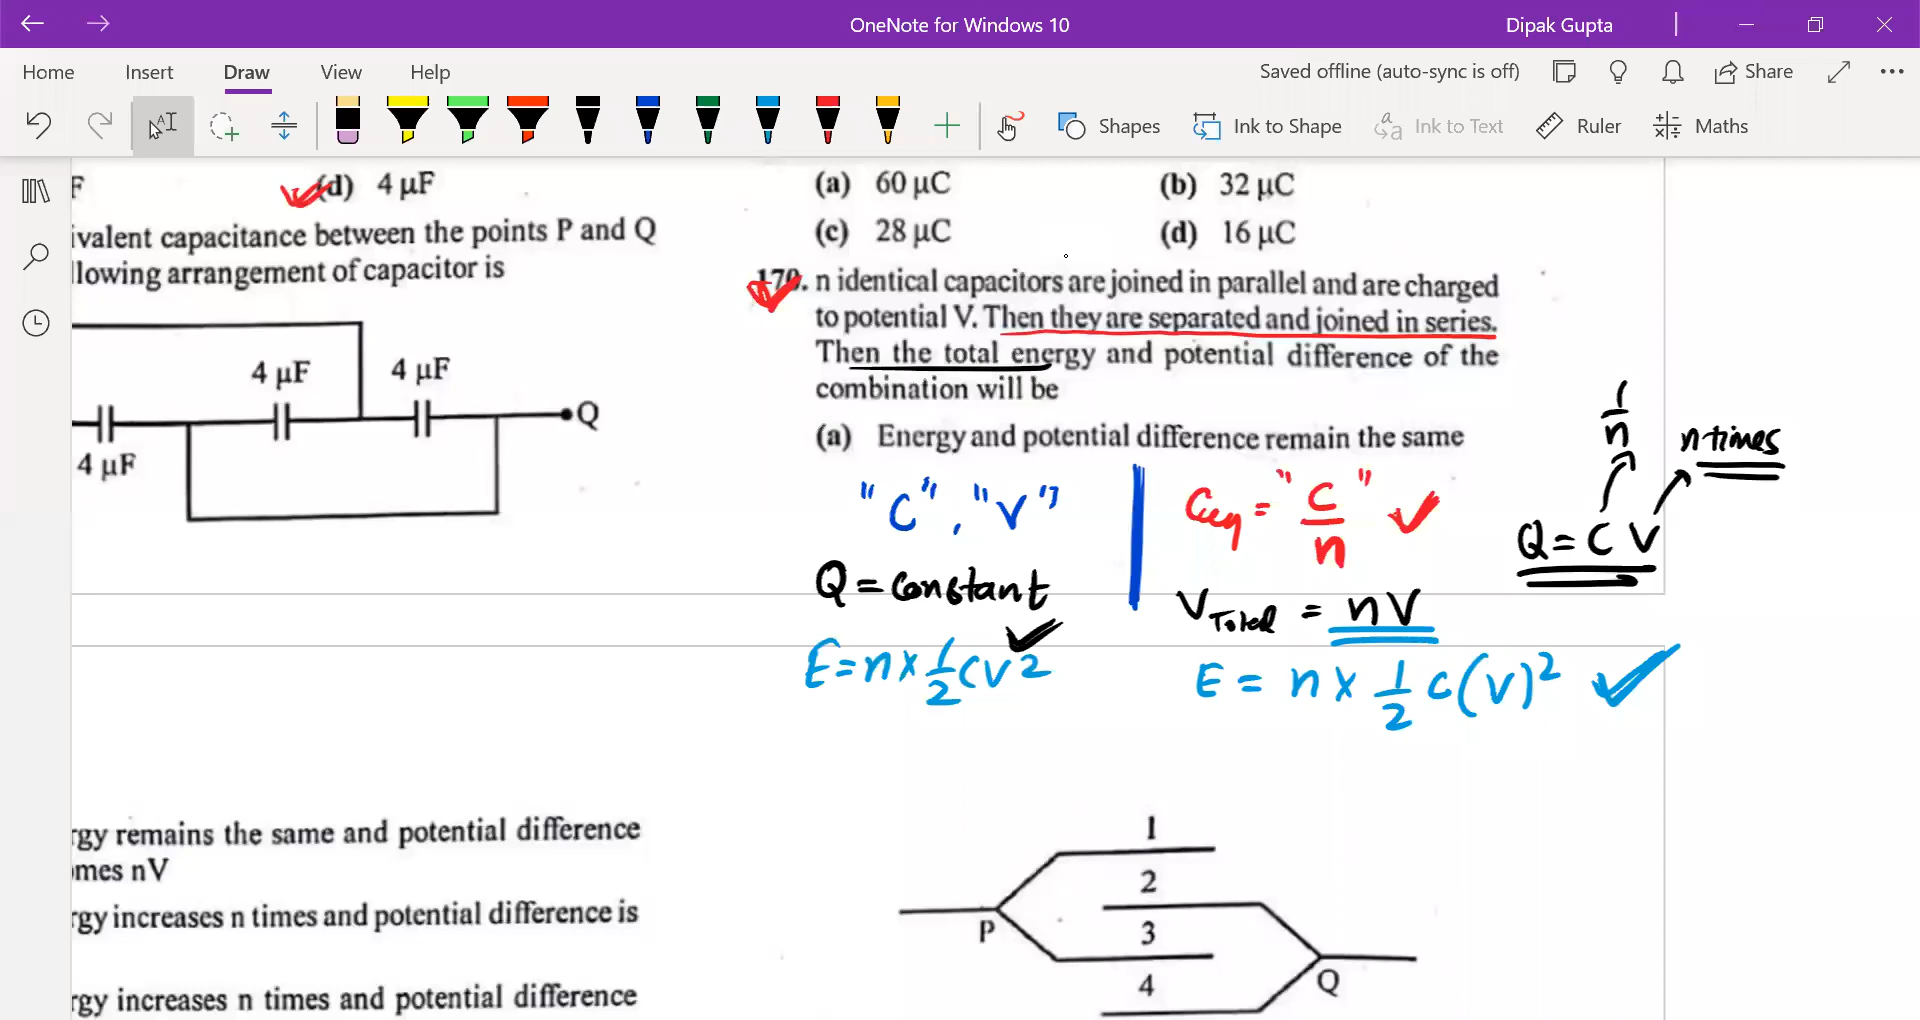 OneNote for Windows 10
Dipak Gupta
Home Insert Draw View Help
Saved offline (auto-sync is off)
Share
Shapes
Ink to Shape
Ink to Text
Ruler
Maths
F
(d) 4 µF
ivalent capacitance between the points P and Q
llowing arrangement of capacitor is
4 µF
4 µF
Q
4 µF
(a) 60 µC (b) 32 µC
(c) 28 µC (d) 16 µC
170. n identical capacitors are joined in parallel and are charged
to potential V. Then they are separated and joined in series.
Then the total energy and potential difference of the
combination will be
(a) Energy and potential difference remain the same
"C", "V"
Q = constant
E = n × 1/2 CV2
Ceq = "C/n"
VTotal = nV
E = n × 1/2 C(V)²
1/n
n times
Q = C V
rgy remains the same and potential difference
mes nV
rgy increases n times and potential difference is
rgy increases n times and potential difference
1
2
P
3
4
Q